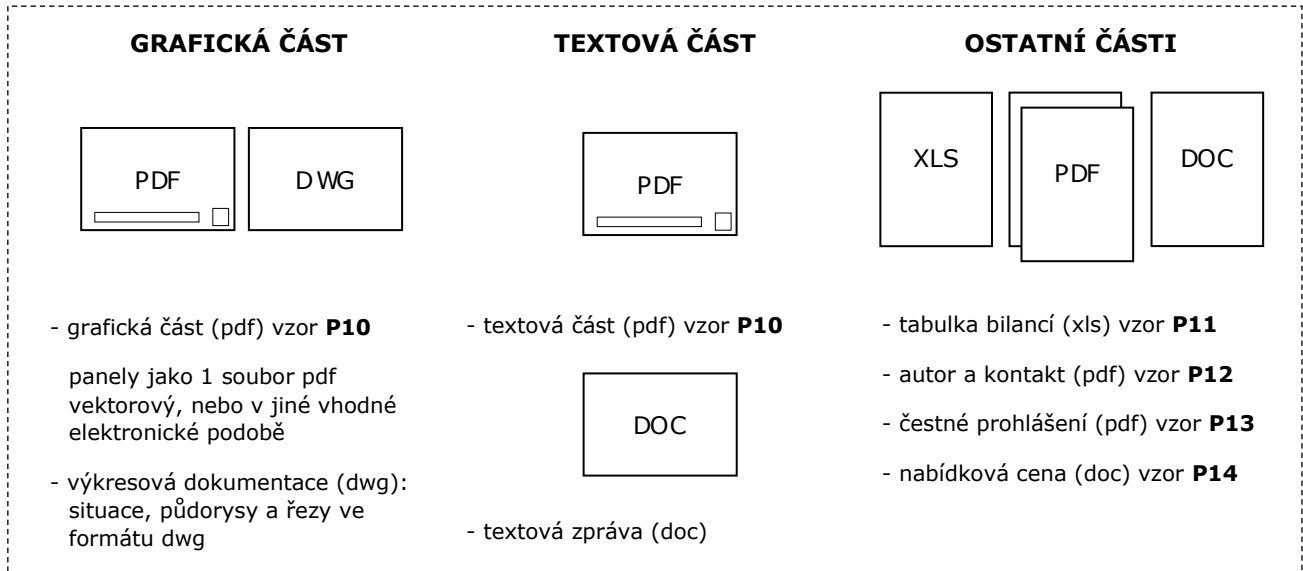 GRAFICKÁ ČÁST
PDF
DWG
- grafická část (pdf) vzor P10
panely jako 1 soubor pdf
vektorový, nebo v jiné vhodné
elektronické podobě
- výkresová dokumentace (dwg):
situace, půdorysy a řezy ve
formátu dwg
TEXTOVÁ ČÁST
PDF
- textová část (pdf) vzor P10
DOC
- textová zpráva (doc)
OSTATNÍ ČÁSTI
XLS
PDF
DOC
- tabulka bilancí (xls) vzor P11
- autor a kontakt (pdf) vzor P12
- čestné prohlášení (pdf) vzor P13
- nabídková cena (doc) vzor P14